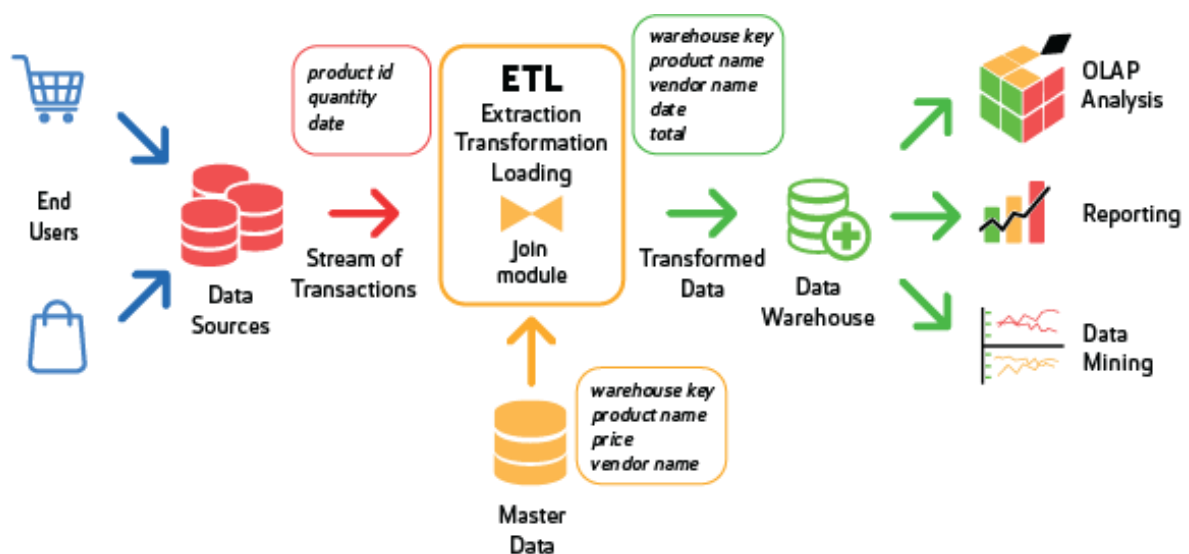 End
Users
Data
Sources
product id
quantity
date
Stream of
Transactions
ETL
Extraction
Transformation
Loading
Join
module
warehouse key
product name
price
vendor name
Master
Data
warehouse key
product name
vendor name
date
total
Transformed
Data
Data
Warehouse
OLAP
Analysis
Reporting
Data
Mining